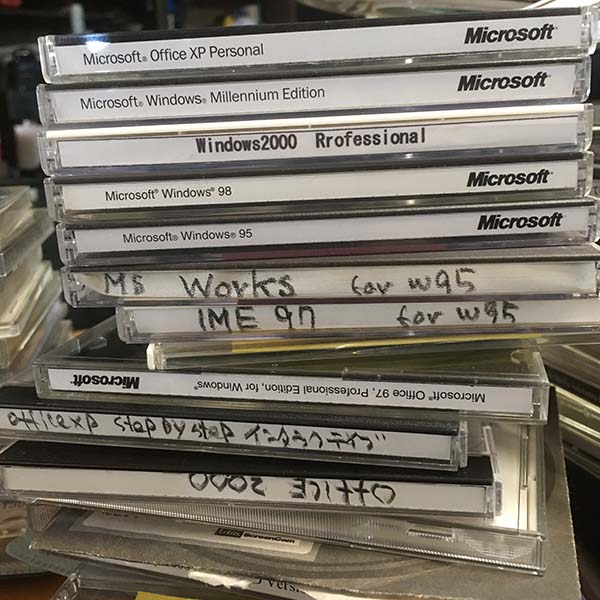 Microsoft® Office XP Personal Microsoft®
Microsoft® Windows® Millennium Edition Microsoft®
Windows2000 Rrofessional
Microsoft® Windows® 98 Microsoft®
Microsoft® Windows® 95 Microsoft®
MS Works for W95
IME 97 for W95
Microsoft® Office 97, Professional Edition, for Windows® Microsoft®
officexp step by step インタラクティブ
OFFICE 2000
ScreenCam